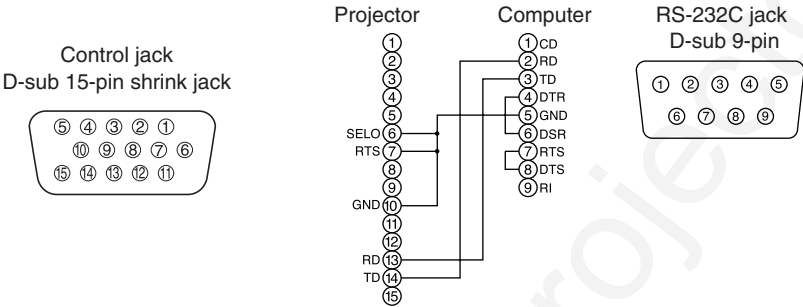 Control jack
D-sub 15-pin shrink jack
⑤ ④ ③ ② ①
⑩ ⑨ ⑧ ⑦ ⑥
⑮ ⑭ ⑬ ⑫ ⑪
Projector
①
②
③
④
⑤
SELO ⑥
RTS ⑦
⑧
⑨
GND ⑩
⑪
⑫
RD ⑬
TD ⑭
⑮
Computer
① CD
② RD
③ TD
④ DTR
⑤ GND
⑥ DSR
⑦ RTS
⑧ DTS
⑨ RI
RS-232C jack
D-sub 9-pin
① ② ③ ④ ⑤
⑥ ⑦ ⑧ ⑨